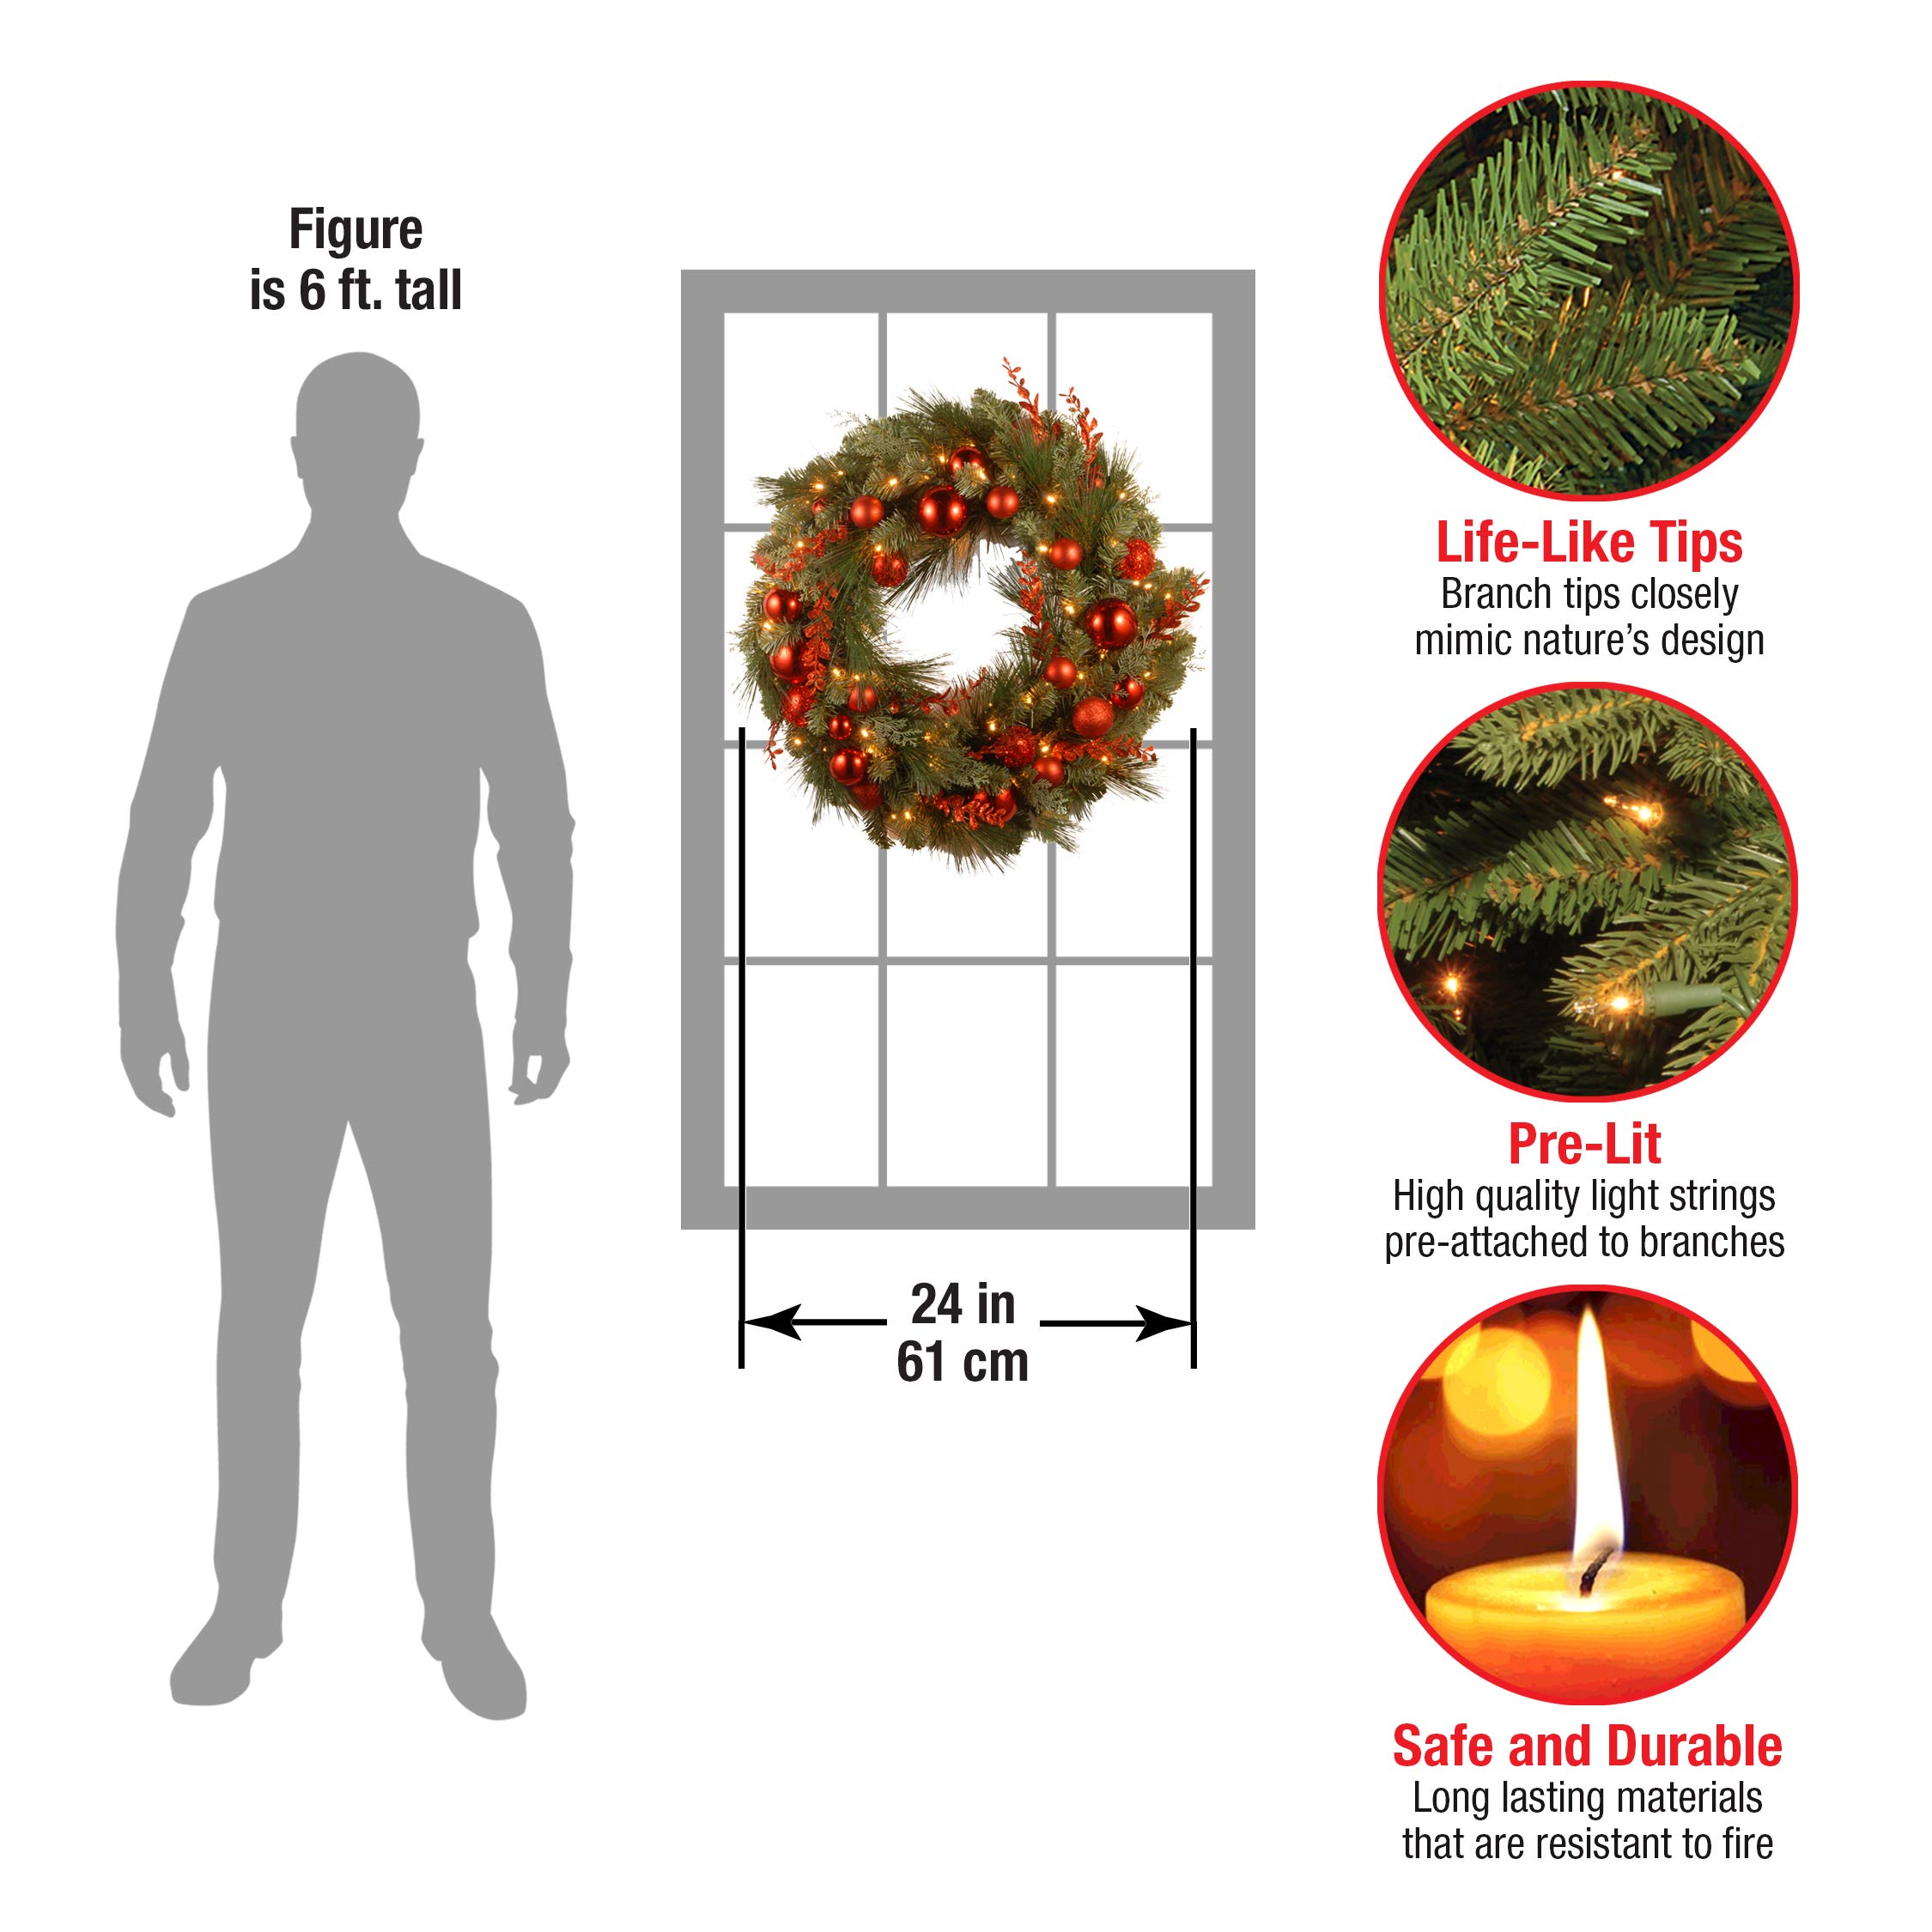 Figure
is 6 ft. tall
24 in
61 cm
Life-Like Tips
Branch tips closely
mimic nature’s design
Pre-Lit
High quality light strings
pre-attached to branches
Safe and Durable
Long lasting materials
that are resistant to fire